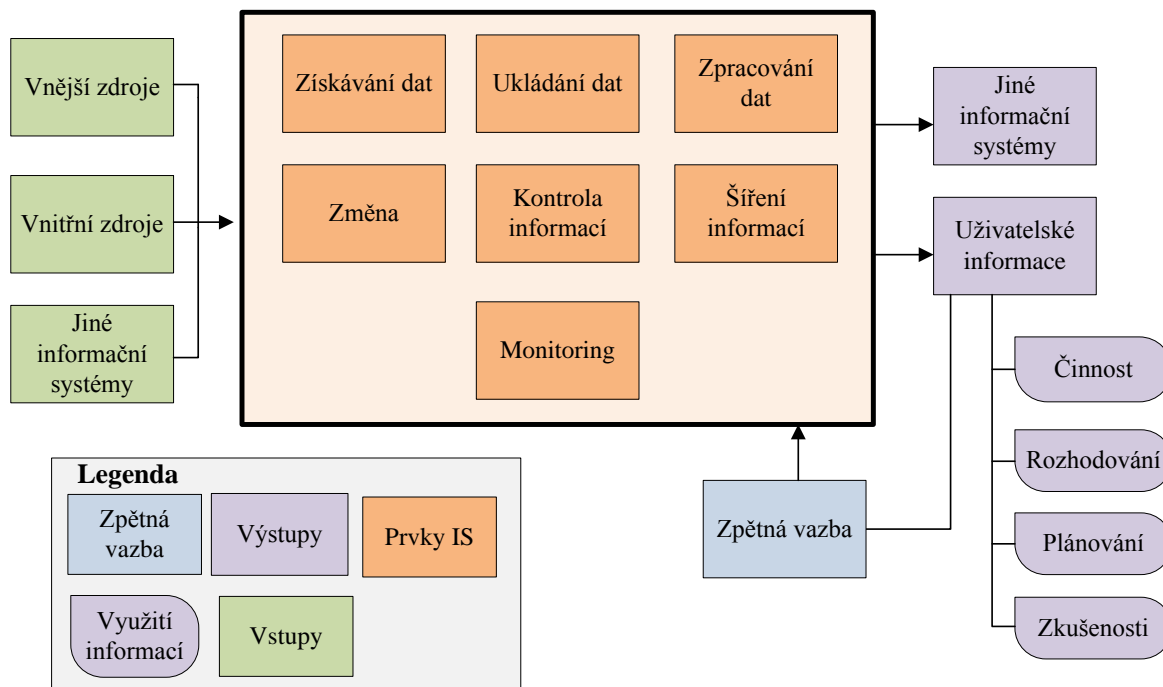 Vnější zdroje
Vnitřní zdroje
Jiné
informační
systémy
Získávání dat
Ukládání dat
Zpracování
dat
Změna
Kontrola
informací
Šíření
informací
Monitoring
Jiné
informační
systémy
Uživatelské
informace
Činnost
Rozhodování
Plánování
Zkušenosti
Zpětná vazba
Legenda
Zpětná
vazba
Výstupy
Prvky IS
Využití
informací
Vstupy